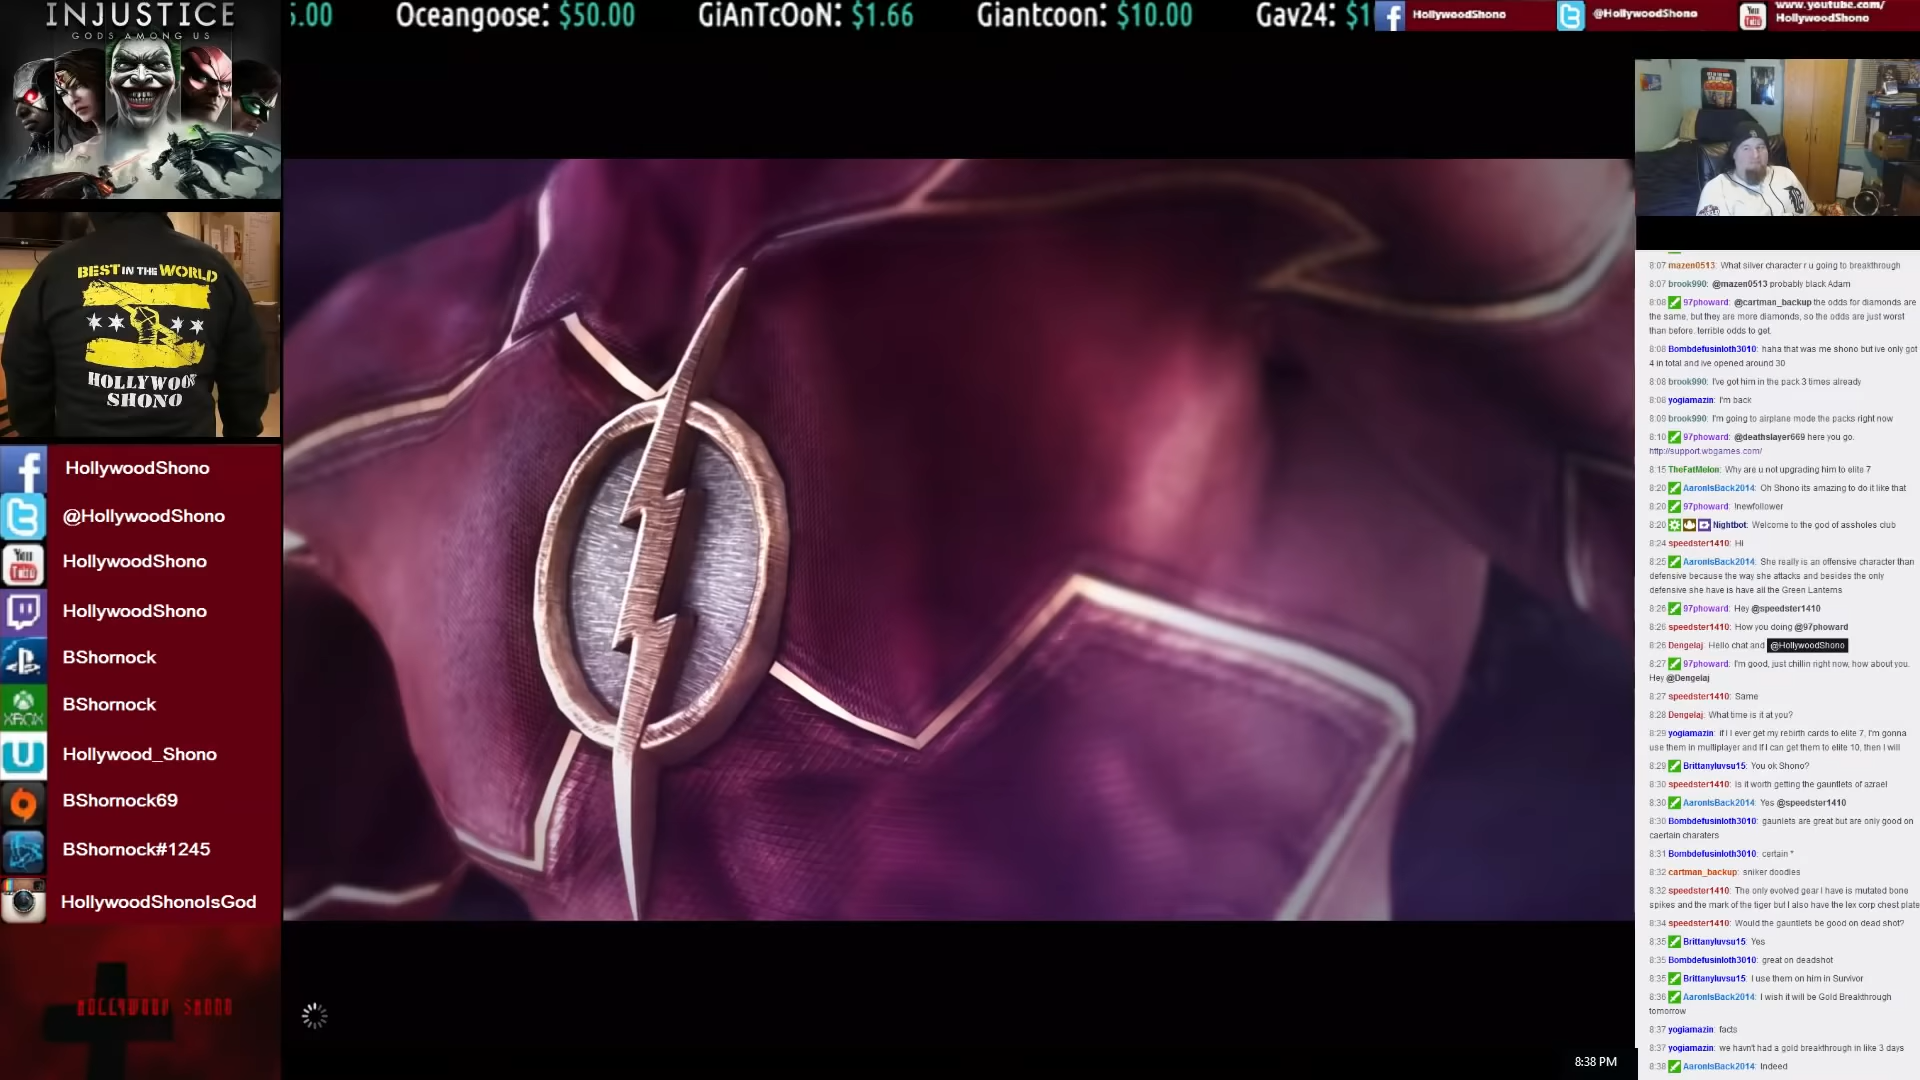 INJUSTICE
GODS AMONG US
5.00 Oceangoose: $50.00 GiAnTcOoN: $1.66 Giantcoon: $10.00 Gav24: $1
HollywoodShono
@HollywoodShono
www.youtube.com/
HollywoodShono
BEST IN THE WORLD
HOLLYWOOD
SHONO
HollywoodShono
@HollywoodShono
HollywoodShono
HollywoodShono
BShornock
BShornock
Hollywood_Shono
BShornock69
BShornock#1245
HollywoodShonoIsGod
HOLLYWOOD SHONO
8:38 PM
8:07 mazen0513: What silver character r u going to breakthrough
8:07 brook990: @mazen0513 probably black Adam
8:08 97phoward: @cartman_backup the odds for diamonds are
the same, but they are more diamonds, so the odds are just worst
than before. terrible odds to get.
8:08 Bombdefusinloth3010: haha that was me shono but ive only got
4 in total and ive opened around 30
8:08 brook990: I've got him in the pack 3 times already
8:08 yogiamazin: I'm back
8:09 brook990: I'm going to airplane mode the packs right now
8:10 97phoward: @deathslayer669 here you go.
http://support.wbgames.com/
8:15 TheFatMelon: Why are u not upgrading him to elite 7
8:20 AaronIsBack2014: Oh Shono its amazing to do it like that
8:20 97phoward: !newfollower
8:20 Nightbot: Welcome to the god of assholes club
8:24 speedster1410: Hi
8:25 AaronIsBack2014: She really is an offensive character than
defensive because the way she attacks and besides the only
defensive she have is have all the Green Lanterns
8:26 97phoward: Hey @speedster1410
8:26 speedster1410: How you doing @97phoward
8:26 Dengelaj: Hello chat and @HollywoodShono
8:27 97phoward: I'm good, just chillin right now, how about you.
Hey @Dengelaj
8:27 speedster1410: Same
8:28 Dengelaj: What time is it at you?
8:29 yogiamazin: if I I ever get my rebirth cards to elite 7, I'm gonna
use them in multiplayer and if I can get them to elite 10, then I will
8:29 Brittanyluvsu15: You ok Shono?
8:30 speedster1410: Is it worth getting the gauntlets of azrael
8:30 AaronIsBack2014: Yes @speedster1410
8:30 Bombdefusinloth3010: gaunlets are great but are only good on
caertain charaters
8:31 Bombdefusinloth3010: certain *
8:32 cartman_backup: sniker doodies
8:32 speedster1410: The only evolved gear I have is mutated bone
spikes and the mark of the tiger but I also have the lex corp chest plate
8:34 speedster1410: Would the gauntlets be good on dead shot?
8:35 Brittanyluvsu15: Yes
8:35 Bombdefusinloth3010: great on deadshot
8:35 Brittanyluvsu15: I use them on him in Survivor
8:36 AaronIsBack2014: I wish it will be Gold Breakthrough
tomorrow
8:37 yogiamazin: facts
8:37 yogiamazin: we havn't had a gold breakthrough in like 3 days
8:38 AaronIsBack2014: Indeed